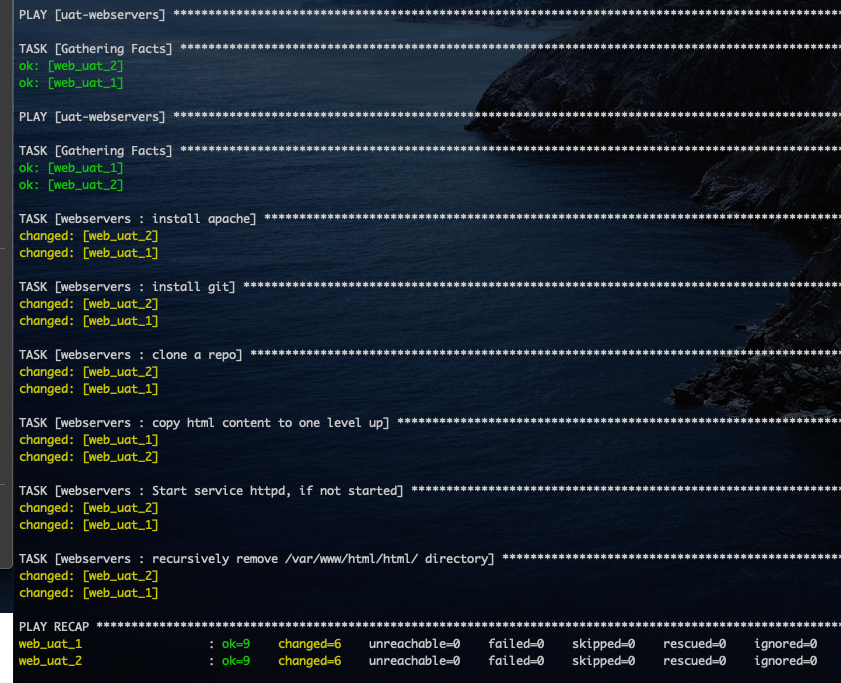 PLAY [uat-webservers] ***********************************************************************************************
TASK [Gathering Facts] **********************************************************************************************
ok: [web_uat_2]
ok: [web_uat_1]
PLAY [uat-webservers] ***********************************************************************************************
TASK [Gathering Facts] **********************************************************************************************
ok: [web_uat_1]
ok: [web_uat_2]
TASK [webservers : install apache] **********************************************************************************
changed: [web_uat_2]
changed: [web_uat_1]
TASK [webservers : install git] *************************************************************************************
changed: [web_uat_2]
changed: [web_uat_1]
TASK [webservers : clone a repo] ************************************************************************************
changed: [web_uat_2]
changed: [web_uat_1]
TASK [webservers : copy html content to one level up] ***************************************************************
changed: [web_uat_1]
changed: [web_uat_2]
TASK [webservers : Start service httpd, if not started] *************************************************************
changed: [web_uat_2]
changed: [web_uat_1]
TASK [webservers : recursively remove /var/www/html/html/ directory] ************************************************
changed: [web_uat_2]
changed: [web_uat_1]
PLAY RECAP **********************************************************************************************************
web_uat_1                  : ok=9    changed=6    unreachable=0    failed=0    skipped=0    rescued=0    ignored=0
web_uat_2                  : ok=9    changed=6    unreachable=0    failed=0    skipped=0    rescued=0    ignored=0